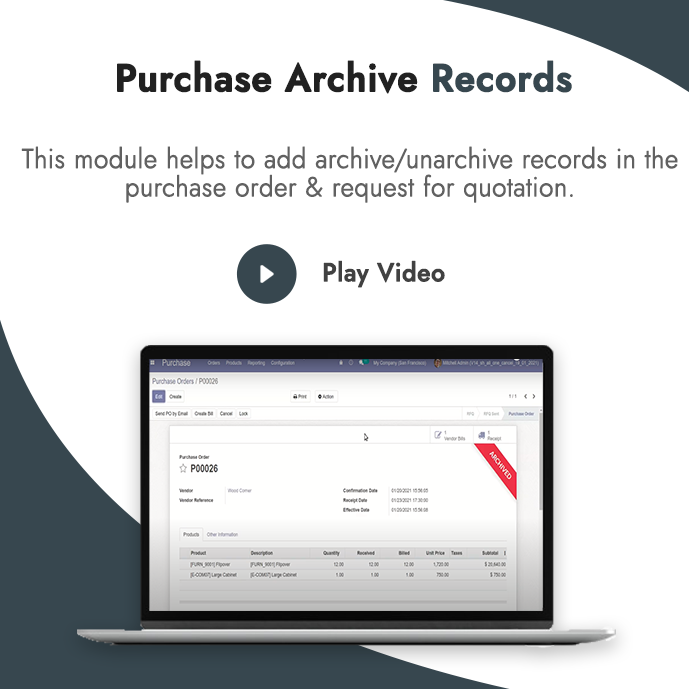 Purchase Archive Records
This module helps to add archive/unarchive records in the
purchase order & request for quotation.
Play Video
Purchase Orders Products Reporting Configuration My Company (San Francisco)
Purchase Orders / P00026
Edit Create Print Action 1 / 1
Send PO by Email Create Bill Cancel Lock RFQ RFQ Sent Purchase Order
1 Vendor Bills 1 Receipt
ARCHIVED
Purchase Order
P00026
Vendor Wood Corner Confirmation Date 01/20/2021 15:56:03
Vendor Reference Receipt Date 01/23/2021 17:30:00
Effective Date 01/20/2021 15:56:08
Products Other Information
Product Description Quantity Received Billed Unit Price Taxes Subtotal
[FURN_9001] Flipover [FURN_9001] Flipover 12.00 12.00 12.00 1,720.00 $ 20,640.00
[E-COM07] Large Cabinet [E-COM07] Large Cabinet 1.00 1.00 1.00 750.00 $ 750.00